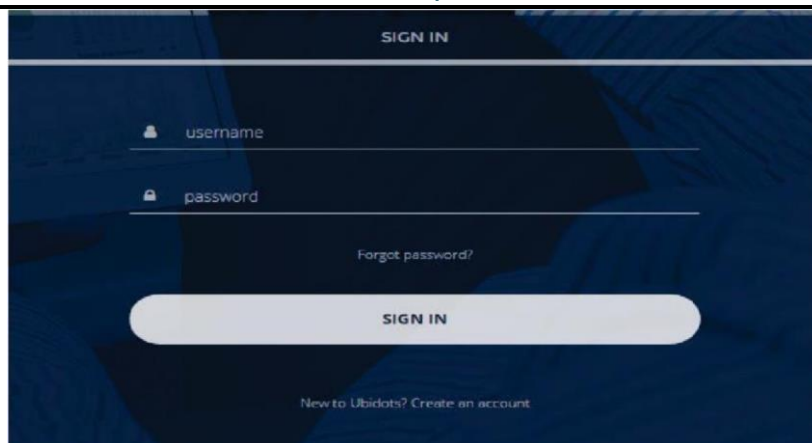 SIGN IN
username
password
Forgot password?
SIGN IN
New to Ubidots? Create an account